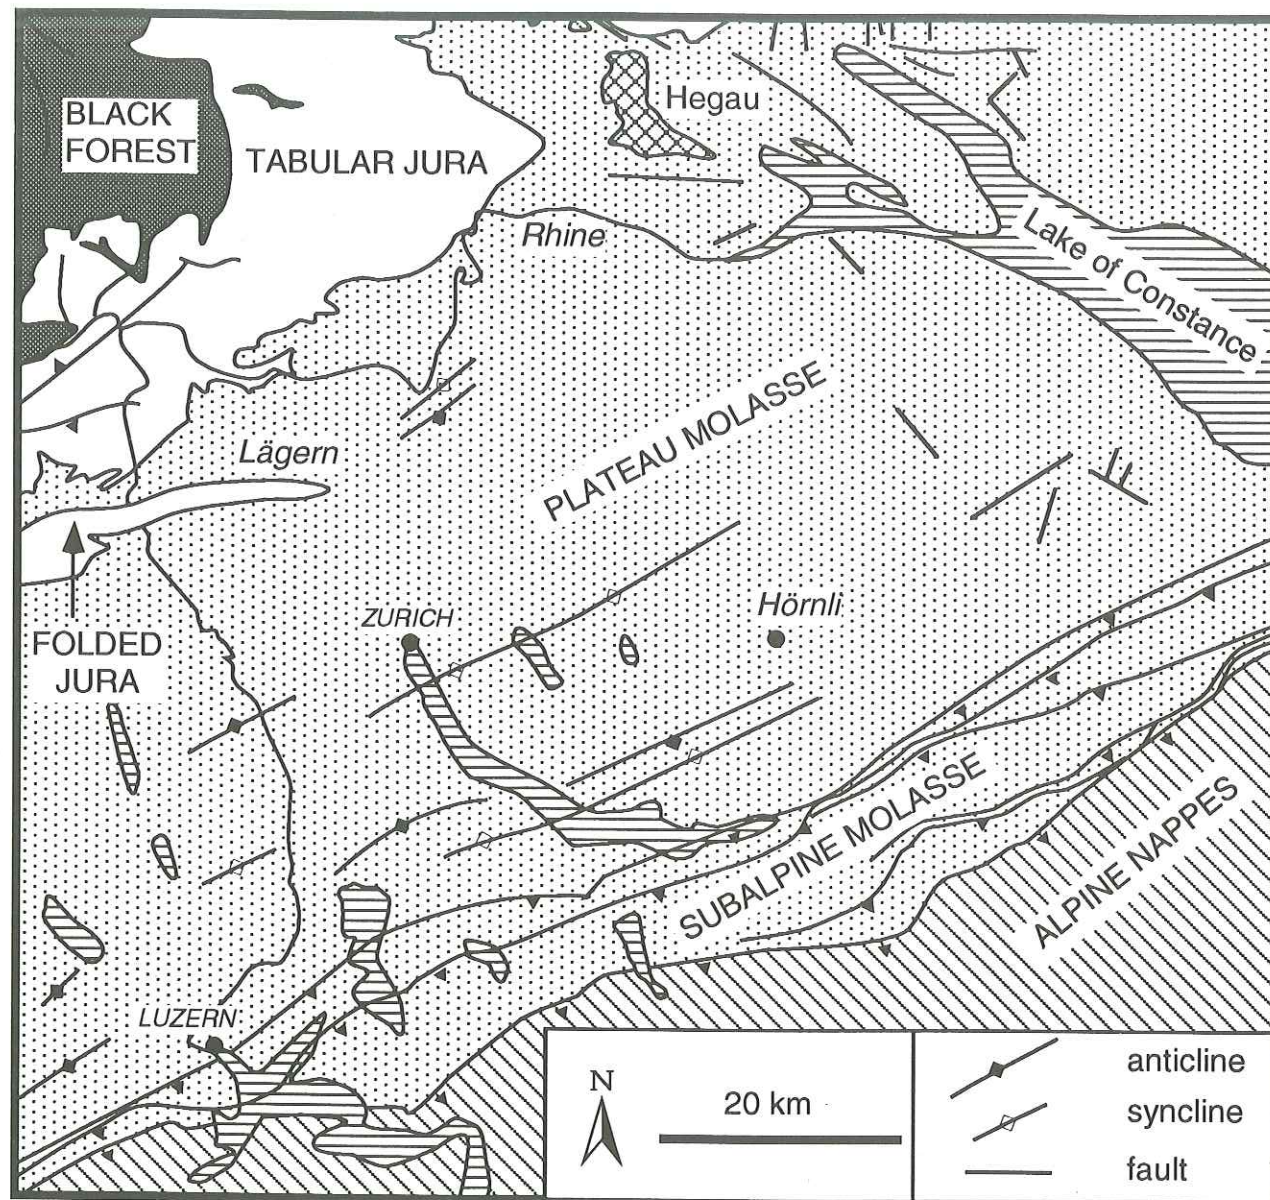 BLACK
FOREST
TABULAR JURA
Hegau
Rhine
Lake of Constance
PLATEAU MOLASSE
Lägern
ZURICH
Hörnli
FOLDED
JURA
SUBALPINE MOLASSE
ALPINE NAPPES
LUZERN
N
20 km
anticline
syncline
fault